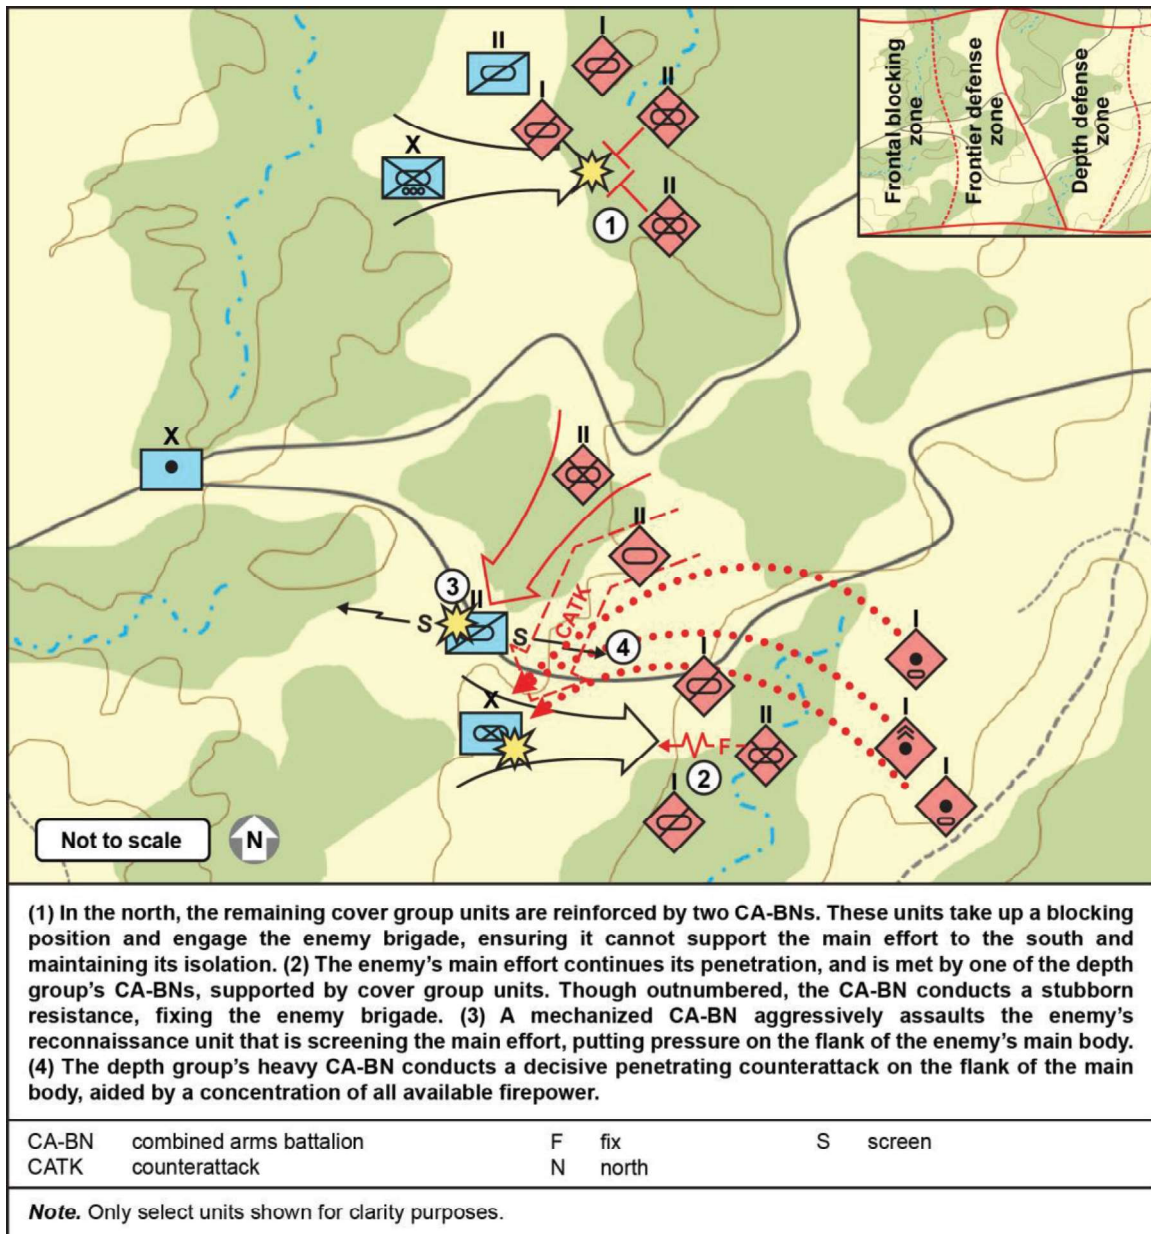 II
I
I
II
X
II
1
Frontal blocking
zone
Frontier defense
zone
Depth defense
zone
X
II
II
3
II
S
S
CATK
4
I
I
X
II
F
2
I
I
I
Not to scale
N
(1) In the north, the remaining cover group units are reinforced by two CA-BNs. These units take up a blocking
position and engage the enemy brigade, ensuring it cannot support the main effort to the south and
maintaining its isolation. (2) The enemy's main effort continues its penetration, and is met by one of the depth
group's CA-BNs, supported by cover group units. Though outnumbered, the CA-BN conducts a stubborn
resistance, fixing the enemy brigade. (3) A mechanized CA-BN aggressively assaults the enemy's
reconnaissance unit that is screening the main effort, putting pressure on the flank of the enemy's main body.
(4) The depth group's heavy CA-BN conducts a decisive penetrating counterattack on the flank of the main
body, aided by a concentration of all available firepower.
CA-BN combined arms battalion F fix S screen
CATK counterattack N north
Note. Only select units shown for clarity purposes.